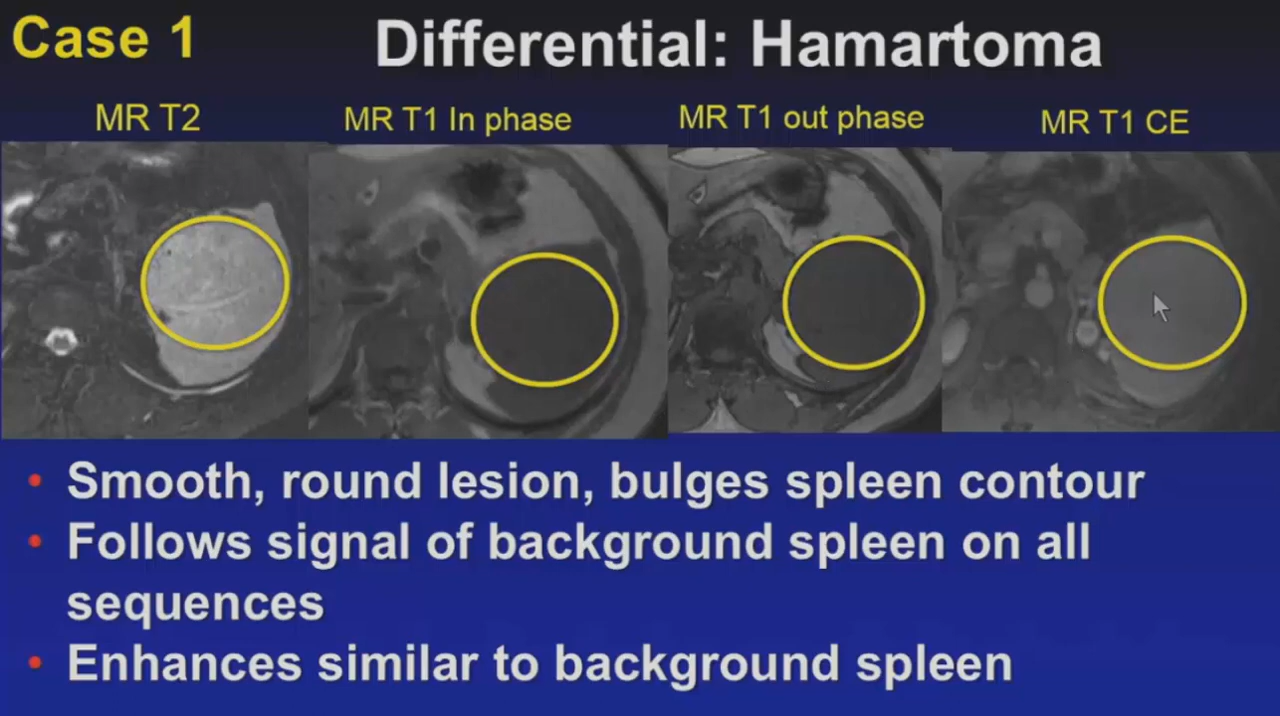 Case 1
Differential: Hamartoma
MR T2
MR T1 In phase
MR T1 out phase
MR T1 CE
• Smooth, round lesion, bulges spleen contour
• Follows signal of background spleen on all
sequences
• Enhances similar to background spleen